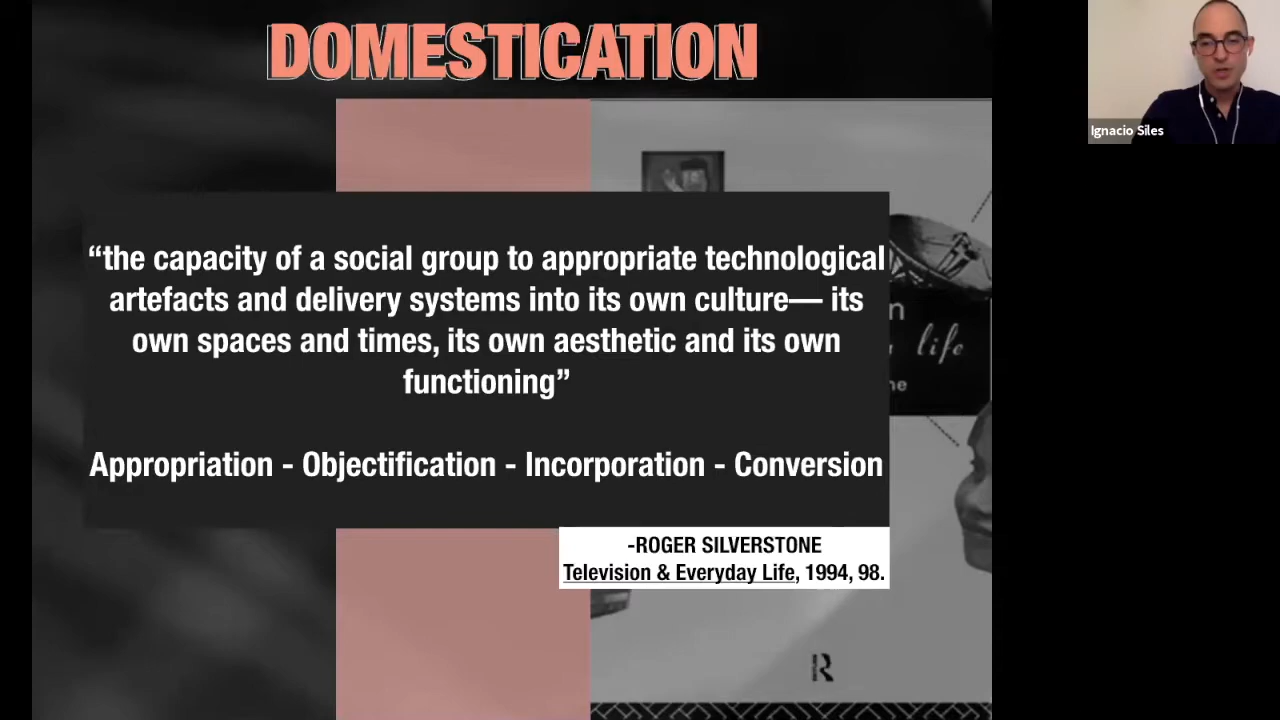 DOMESTICATION
Ignacio Siles
“the capacity of a social group to appropriate technological
artefacts and delivery systems into its own culture— its
own spaces and times, its own aesthetic and its own
functioning”
Appropriation - Objectification - Incorporation - Conversion
n
life
ne
-ROGER SILVERSTONE
Television & Everyday Life, 1994, 98.
R